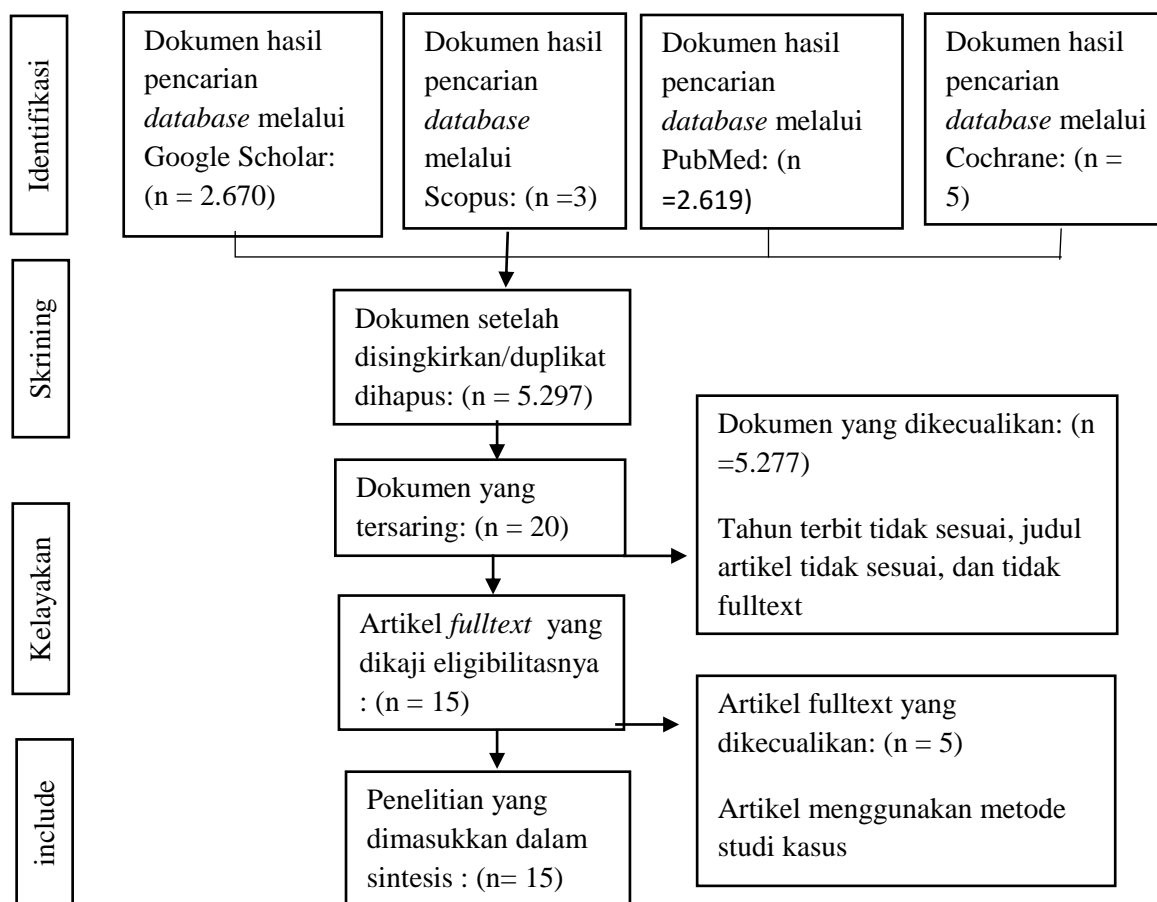 Identifikasi
Dokumen hasil
pencarian
database melalui
Google Scholar:
(n = 2.670)
Dokumen hasil
pencarian
database
melalui
Scopus: (n =3)
Dokumen hasil
pencarian
database melalui
PubMed: (n
=2.619)
Dokumen hasil
pencarian
database melalui
Cochrane: (n =
5)
Skrining
Dokumen setelah
disingkirkan/duplikat
dihapus: (n = 5.297)
Dokumen yang dikecualikan: (n
=5.277)
Tahun terbit tidak sesuai, judul
artikel tidak sesuai, dan tidak
fulltext
Dokumen yang
tersaring: (n = 20)
Kelayakan
Artikel fulltext yang
dikaji eligibilitasnya
: (n = 15)
Artikel fulltext yang
dikecualikan: (n = 5)
Artikel menggunakan metode
studi kasus
include
Penelitian yang
dimasukkan dalam
sintesis : (n= 15)